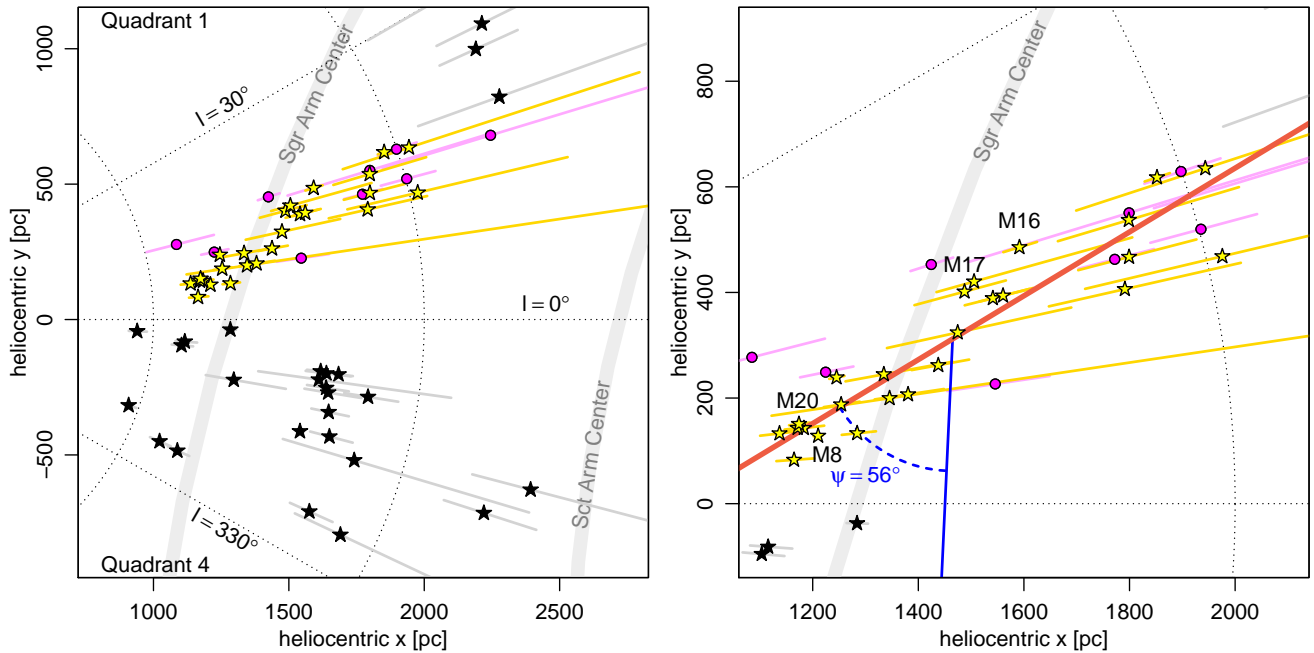 Quadrant 1
Sgr Arm Center
l = 30°
l = 0°
Sct Arm Center
l = 330°
Quadrant 4
1000
500
0
−500
heliocentric y [pc]
1000
1500
2000
2500
heliocentric x [pc]
Sgr Arm Center
M16
M17
M20
M8
ψ = 56°
800
600
400
200
0
heliocentric y [pc]
1200
1400
1600
1800
2000
heliocentric x [pc]